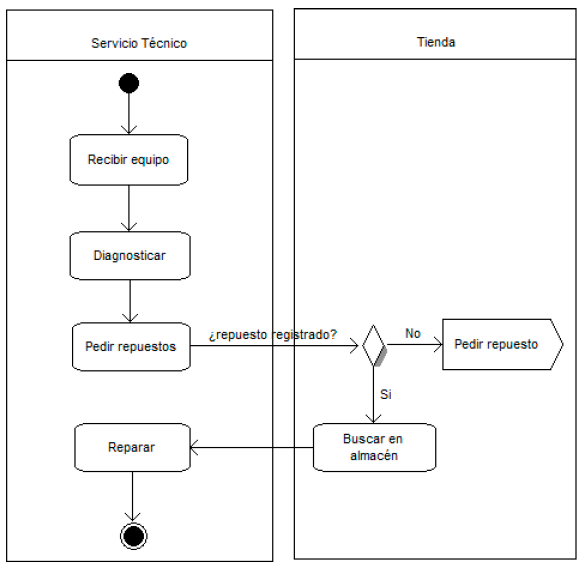 Servicio Técnico
Tienda
Recibir equipo
Diagnosticar
Pedir repuestos
¿repuesto registrado?
No
Pedir repuesto
Si
Buscar en
almacén
Reparar